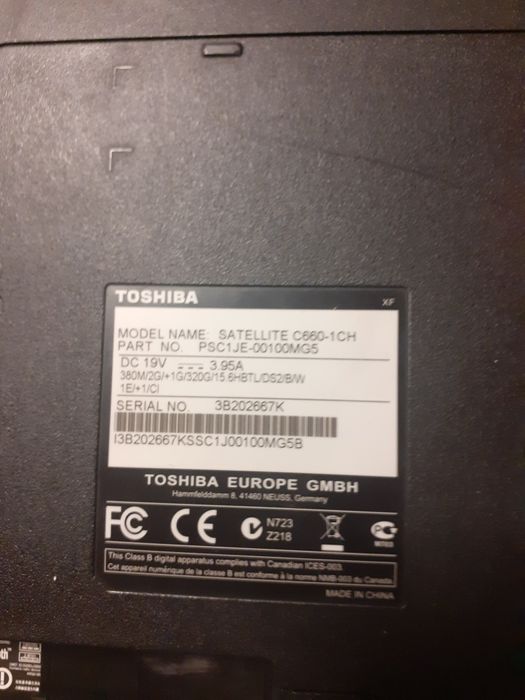 TOSHIBA
XF
MODEL NAME: SATELLITE C660-1CH
PART NO. PSC1JE-00100MG5
DC 19V 3.95A
380M/2G/+1G/320G/15.6HBTL/DS2/B/W
1E/+1/CI
SERIAL NO. 3B202667K
I3B202667KSSC1J00100MG5B
TOSHIBA EUROPE GMBH
Hammfelddamm 8, 41460 NEUSS, Germany
FC CE N723
Z218
This Class B digital apparatus complies with Canadian ICES-003.
Cet appareil numérique de la classe B est conforme à la norme NMB-003 du Canada.
MADE IN CHINA